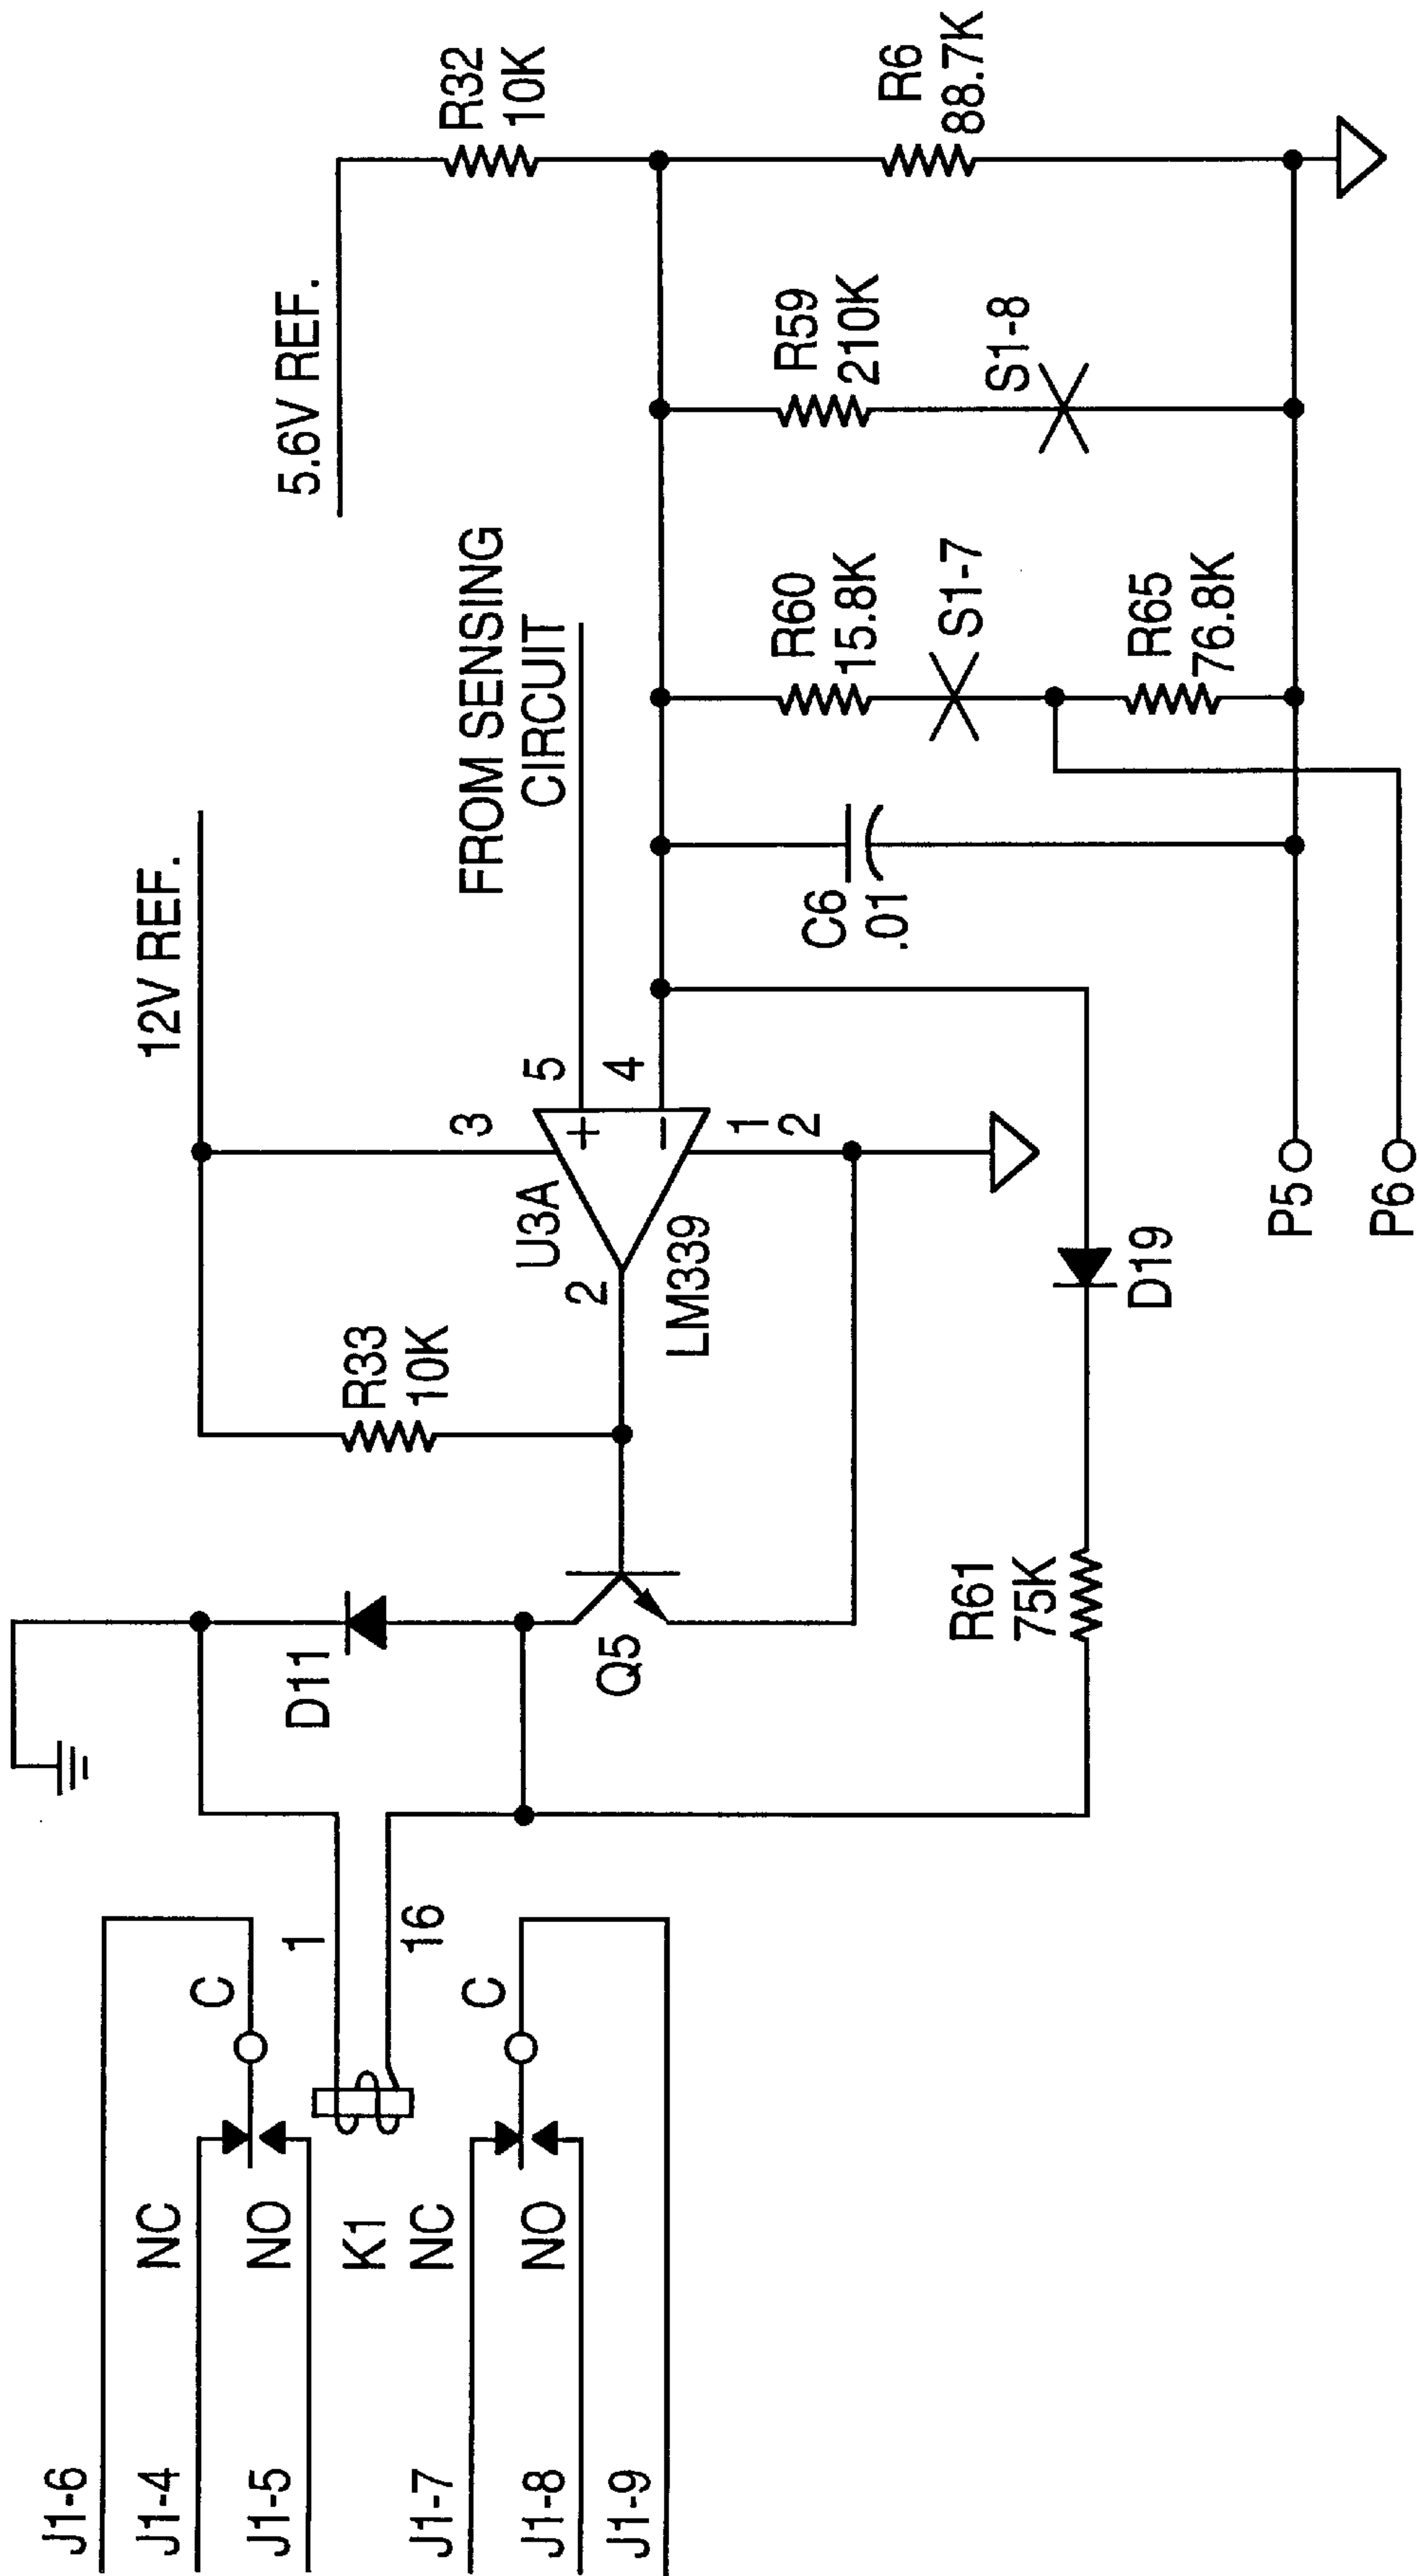 J1-6
J1-4
J1-5
J1-7
J1-8
J1-9
NC
NO
K1
NC
NO
C
C
1
16
D11
Q5
R61
75K
R33
10K
2
U3A
LM339
D19
P5
P6
12V REF.
3
5
4
+
−
1
2
FROM SENSING
CIRCUIT
C6
.01
R60
15.8K
S1-7
R65
76.8K
5.6V REF.
R59
210K
S1-8
R32
10K
R6
88.7K